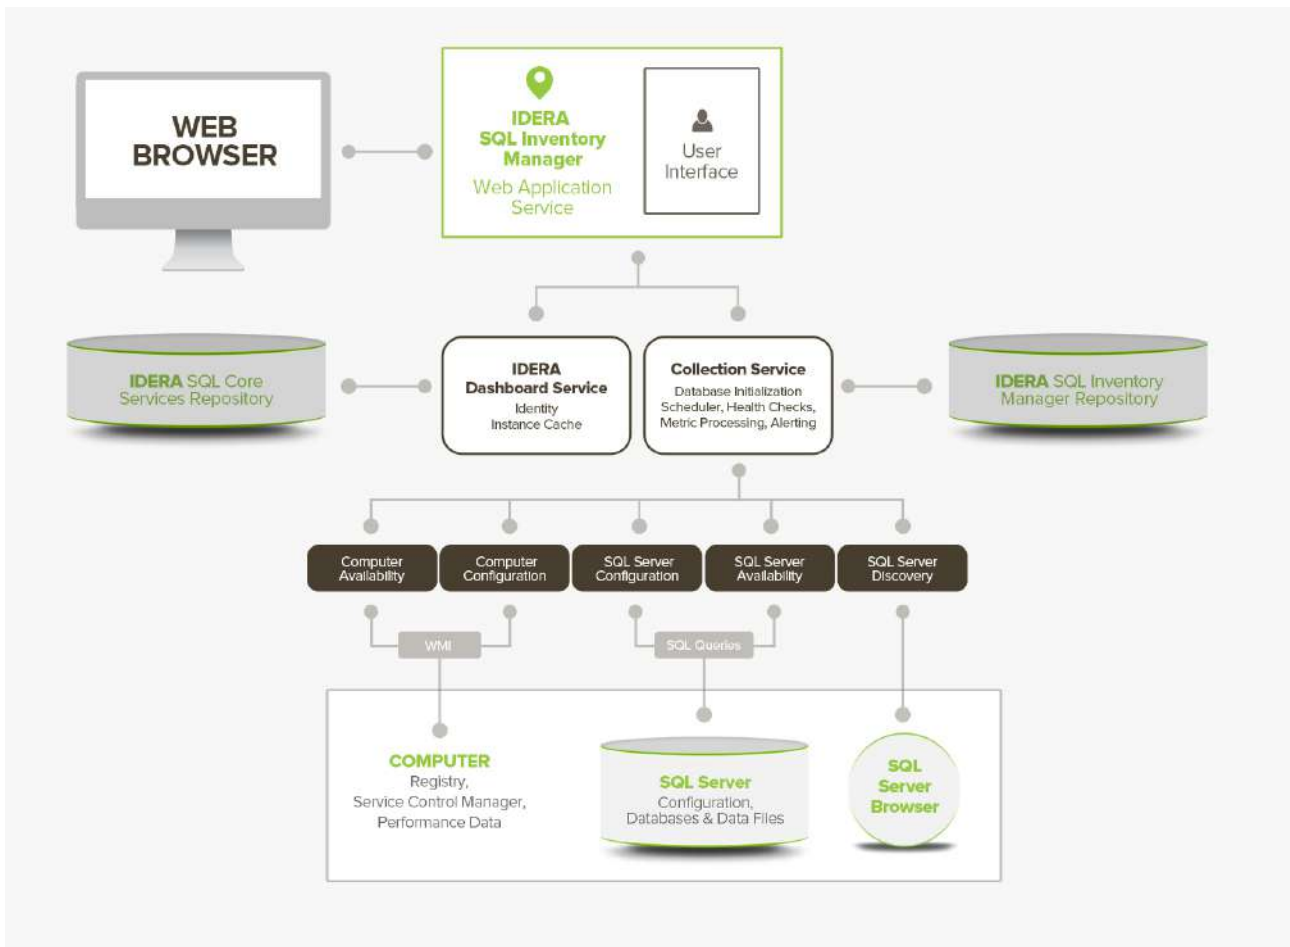 WEB
BROWSER
IDERA
SQL Inventory
Manager
Web Application
Service
User
Interface
IDERA SQL Core
Services Repository
IDERA
Dashboard Service
Identity
Instance Cache
Collection Service
Database Initialization
Scheduler, Health Checks,
Metric Processing, Alerting
IDERA SQL Inventory
Manager Repository
Computer
Availability
Computer
Configuration
SQL Server
Configuration
SQL Server
Availability
SQL Server
Discovery
WMI
SQL Queries
COMPUTER
Registry,
Service Control Manager,
Performance Data
SQL Server
Configuration,
Databases & Data Files
SQL
Server
Browser